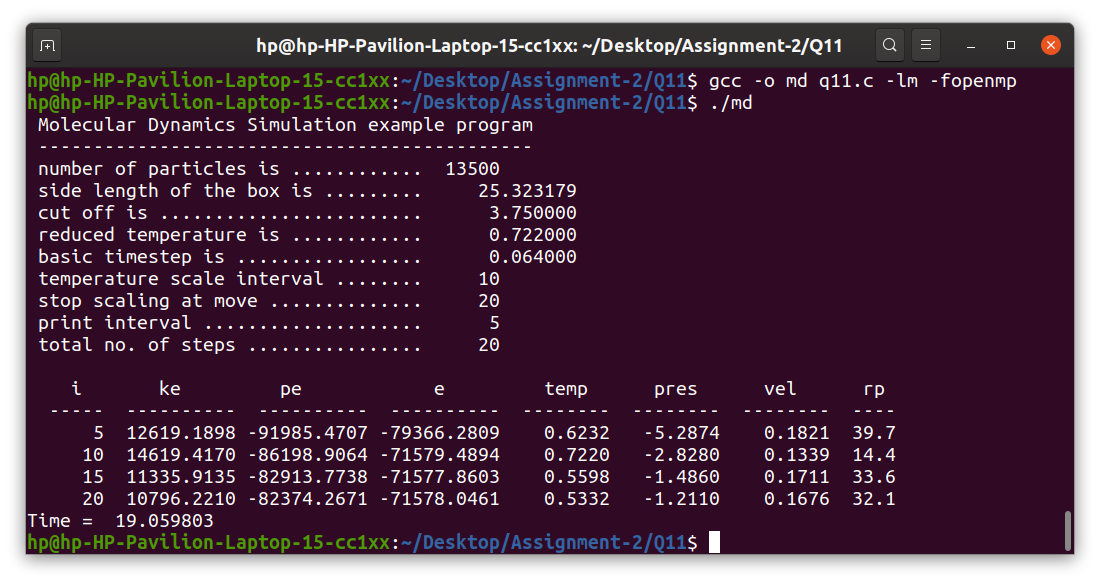 hp@hp-HP-Pavilion-Laptop-15-cc1xx: ~/Desktop/Assignment-2/Q11
hp@hp-HP-Pavilion-Laptop-15-cc1xx:~/Desktop/Assignment-2/Q11$ gcc -o md q11.c -lm -fopenmp
hp@hp-HP-Pavilion-Laptop-15-cc1xx:~/Desktop/Assignment-2/Q11$ ./md
 Molecular Dynamics Simulation example program
 ---------------------------------------------
 number of particles is ............  13500
 side length of the box is .........     25.323179
 cut off is ........................      3.750000
 reduced temperature is ............      0.722000
 basic timestep is .................      0.064000
 temperature scale interval ........     10
 stop scaling at move ..............     20
 print interval ....................      5
 total no. of steps ................     20
    i       ke         pe            e         temp      pres      vel      rp
  -----  ----------  ----------  ----------  --------  --------  --------  ----
      5  12619.1898 -91985.4707 -79366.2809    0.6232   -5.2874    0.1821  39.7
     10  14619.4170 -86198.9064 -71579.4894    0.7220   -2.8280    0.1339  14.4
     15  11335.9135 -82913.7738 -71577.8603    0.5598   -1.4860    0.1711  33.6
     20  10796.2210 -82374.2671 -71578.0461    0.5332   -1.2110    0.1676  32.1
Time =  19.059803
hp@hp-HP-Pavilion-Laptop-15-cc1xx:~/Desktop/Assignment-2/Q11$